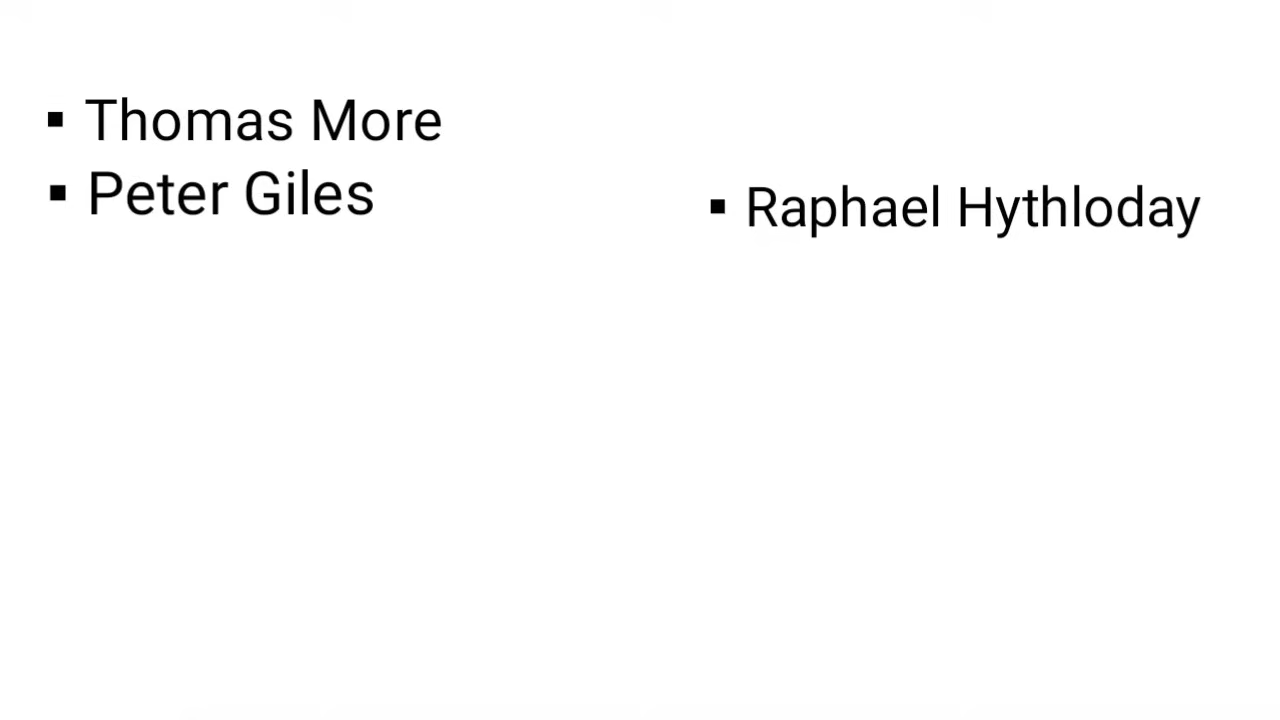 ▪ Thomas More
▪ Peter Giles
▪ Raphael Hythloday